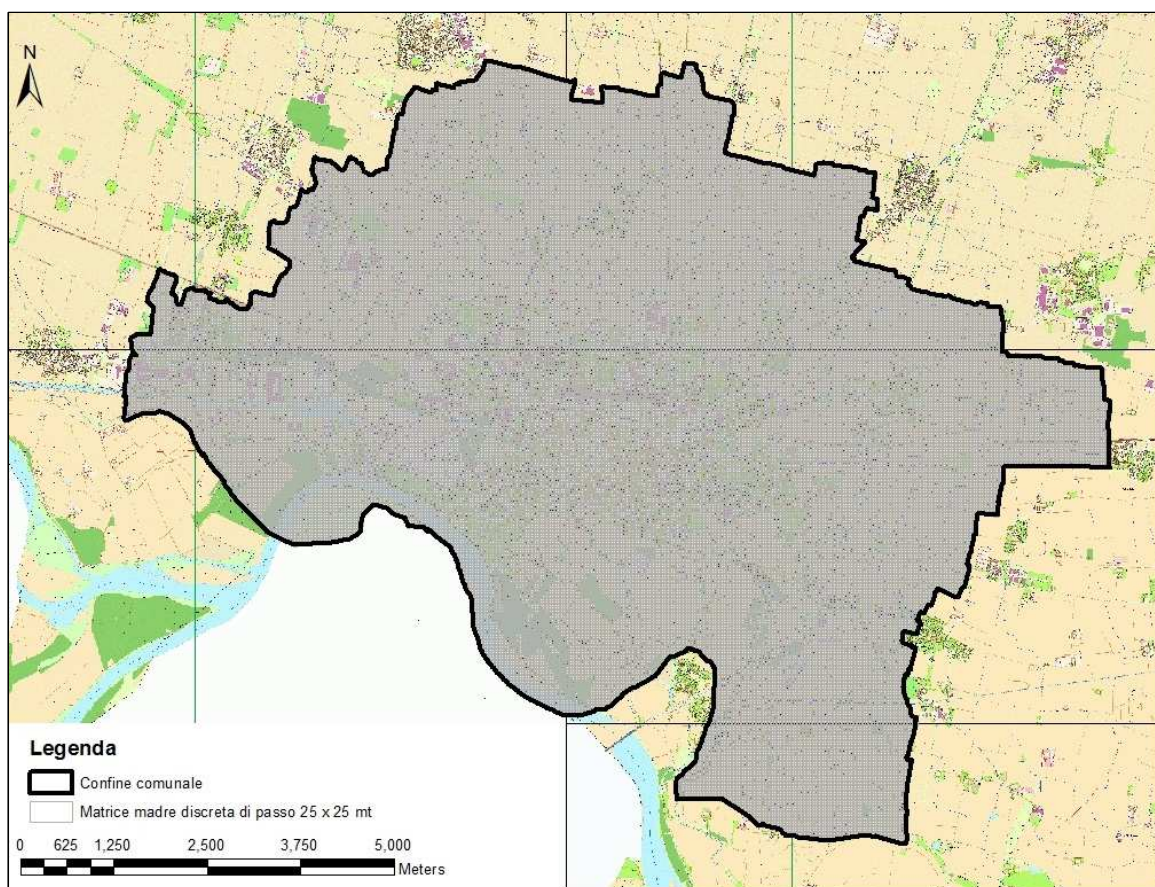 N
Legenda
Confine comunale
Matrice madre discreta di passo 25 x 25 mt
0 625 1,250 2,500 3,750 5,000
Meters